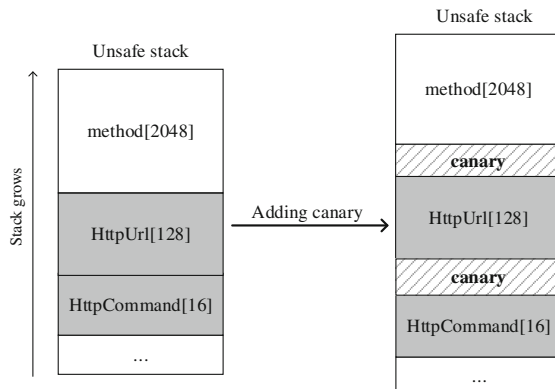 Unsafe stack
method[2048]
HttpUrl[128]
HttpCommand[16]
...
Stack grows
Adding canary
Unsafe stack
method[2048]
canary
HttpUrl[128]
canary
HttpCommand[16]
...